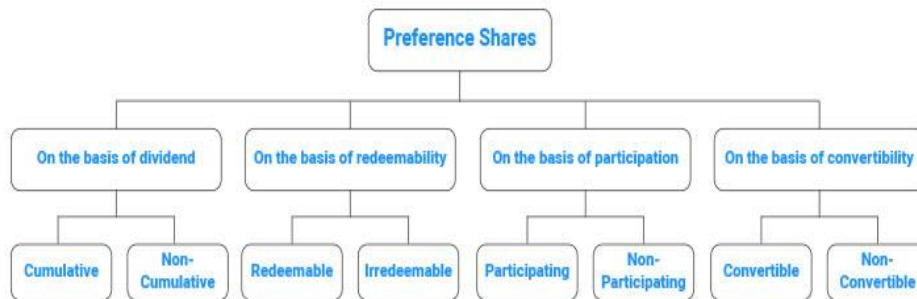 Preference Shares
On the basis of dividend
On the basis of redeemability
On the basis of participation
On the basis of convertibility
Cumulative
Non-
Cumulative
Redeemable
Irredeemable
Participating
Non-
Participating
Convertible
Non-
Convertible